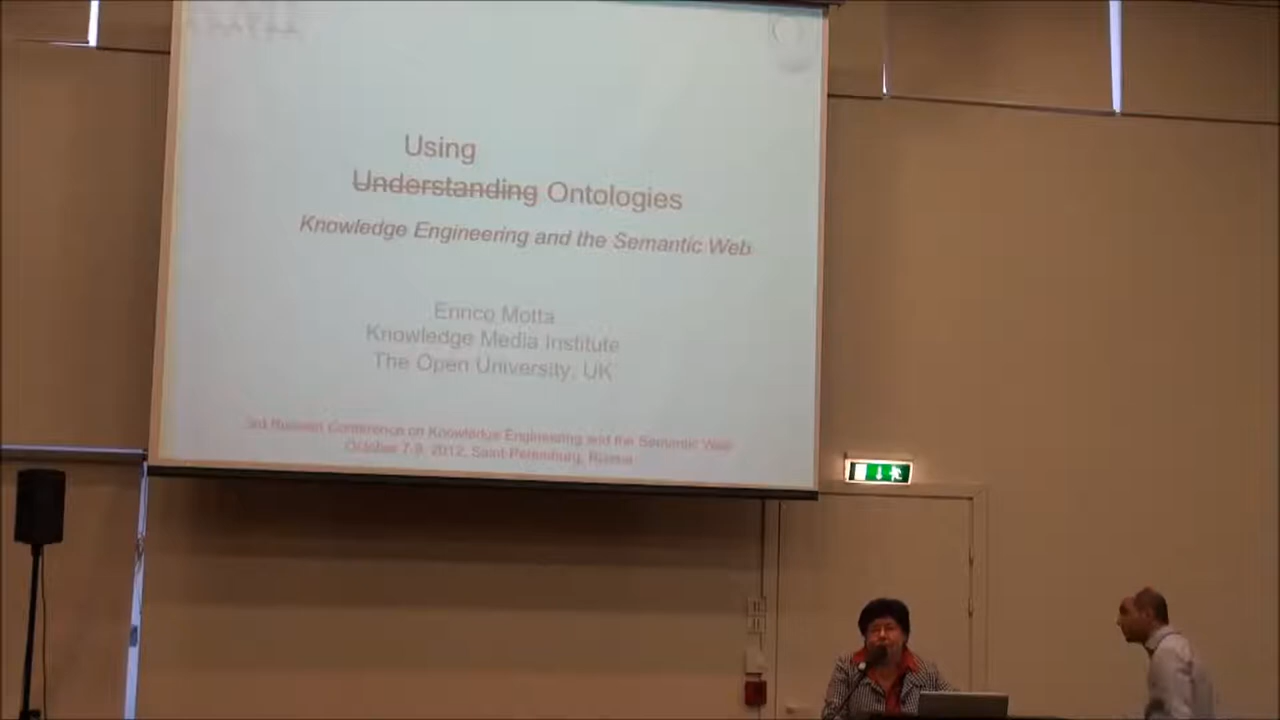 Using
Understanding Ontologies
Knowledge Engineering and the Semantic Web
Enrico Motta
Knowledge Media Institute
The Open University, UK
3rd Russian Conference on Knowledge Engineering and the Semantic Web
October 7-9, 2012, Saint-Petersburg, Russia